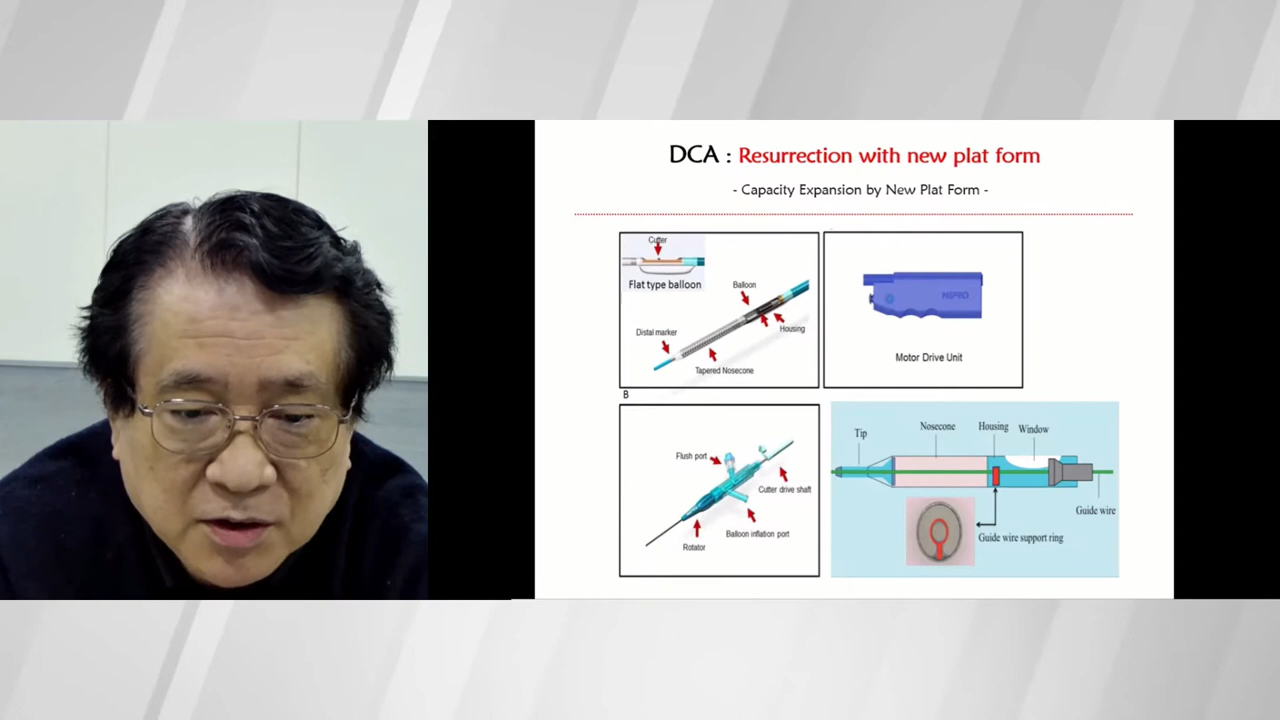 DCA : Resurrection with new plat form
- Capacity Expansion by New Plat Form -
Cutter
Flat type balloon
Balloon
Housing
Distal marker
Tapered Nosecone
NIPRO
Motor Drive Unit
B
Flush port
Cutter drive shaft
Balloon inflation port
Rotator
Tip
Nosecone
Housing
Window
Guide wire
Guide wire support ring